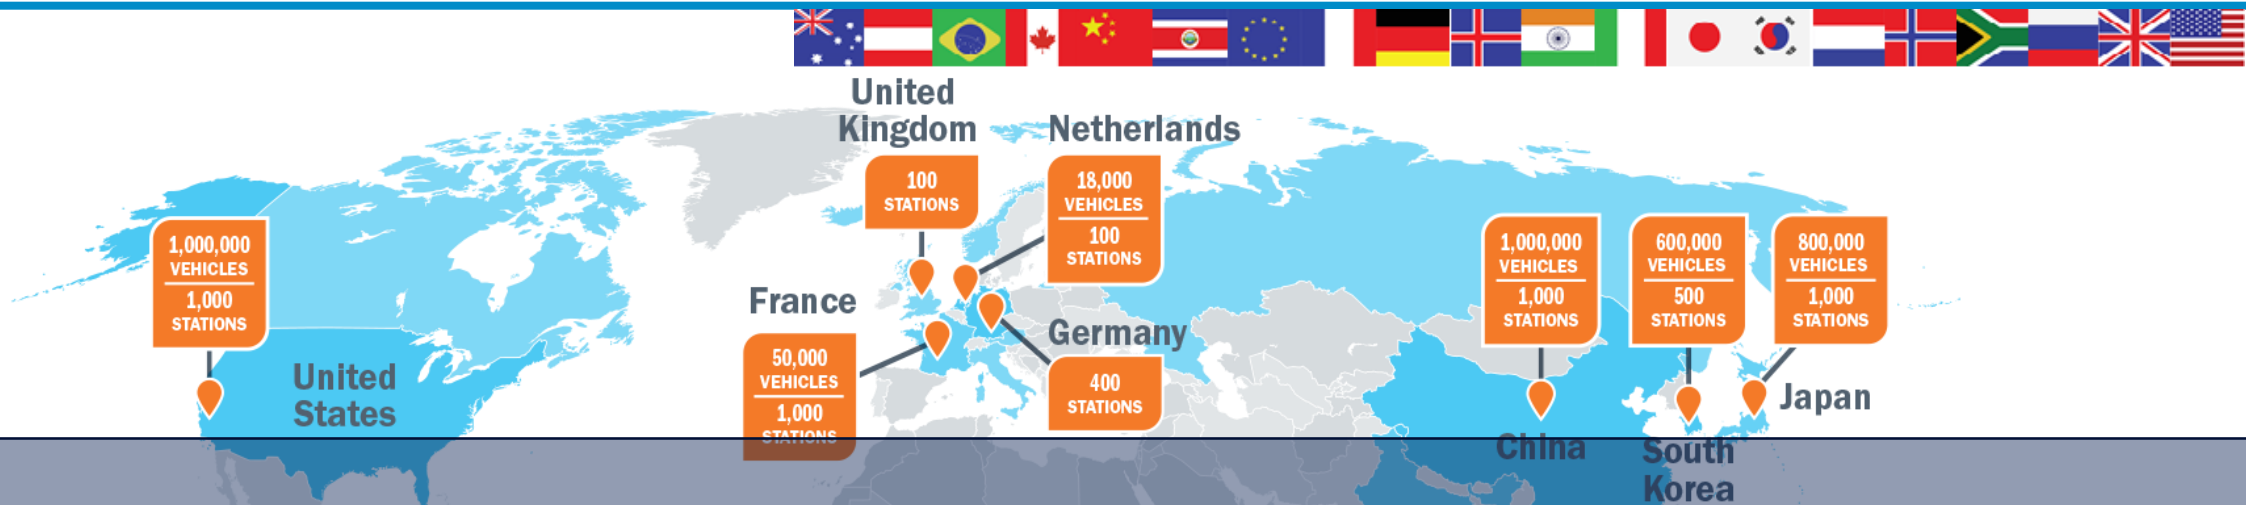 United
Kingdom
100
STATIONS
Netherlands
18,000
VEHICLES
100
STATIONS
1,000,000
VEHICLES
1,000
STATIONS
United
States
France
50,000
VEHICLES
1,000
STATIONS
Germany
400
STATIONS
1,000,000
VEHICLES
1,000
STATIONS
China
600,000
VEHICLES
500
STATIONS
South
Korea
800,000
VEHICLES
1,000
STATIONS
Japan